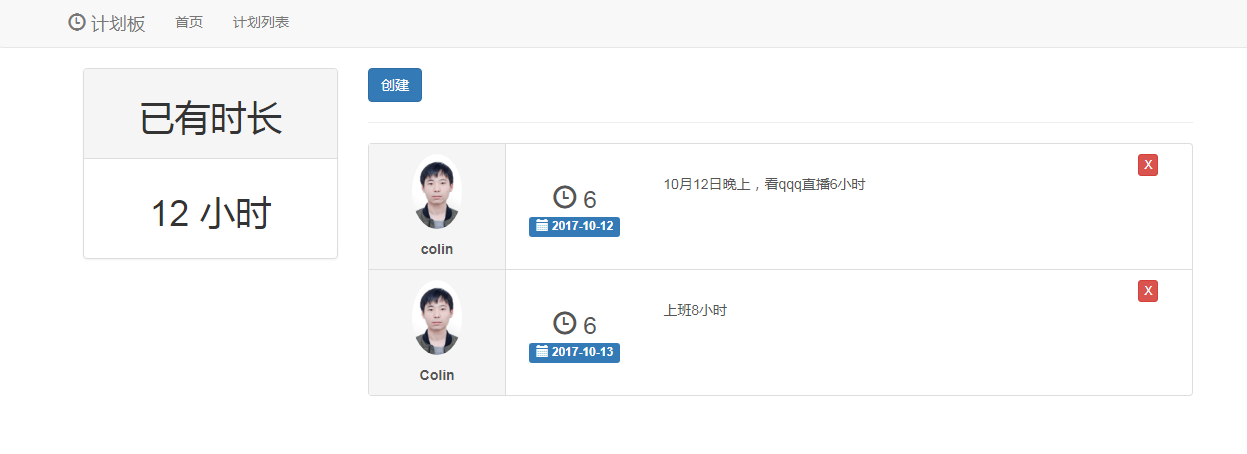 计划板 首页 计划列表
已有时长
12 小时
创建
colin
6
2017-10-12
10月12日晚上，看qqq直播6小时
X
Colin
6
2017-10-13
上班8小时
X